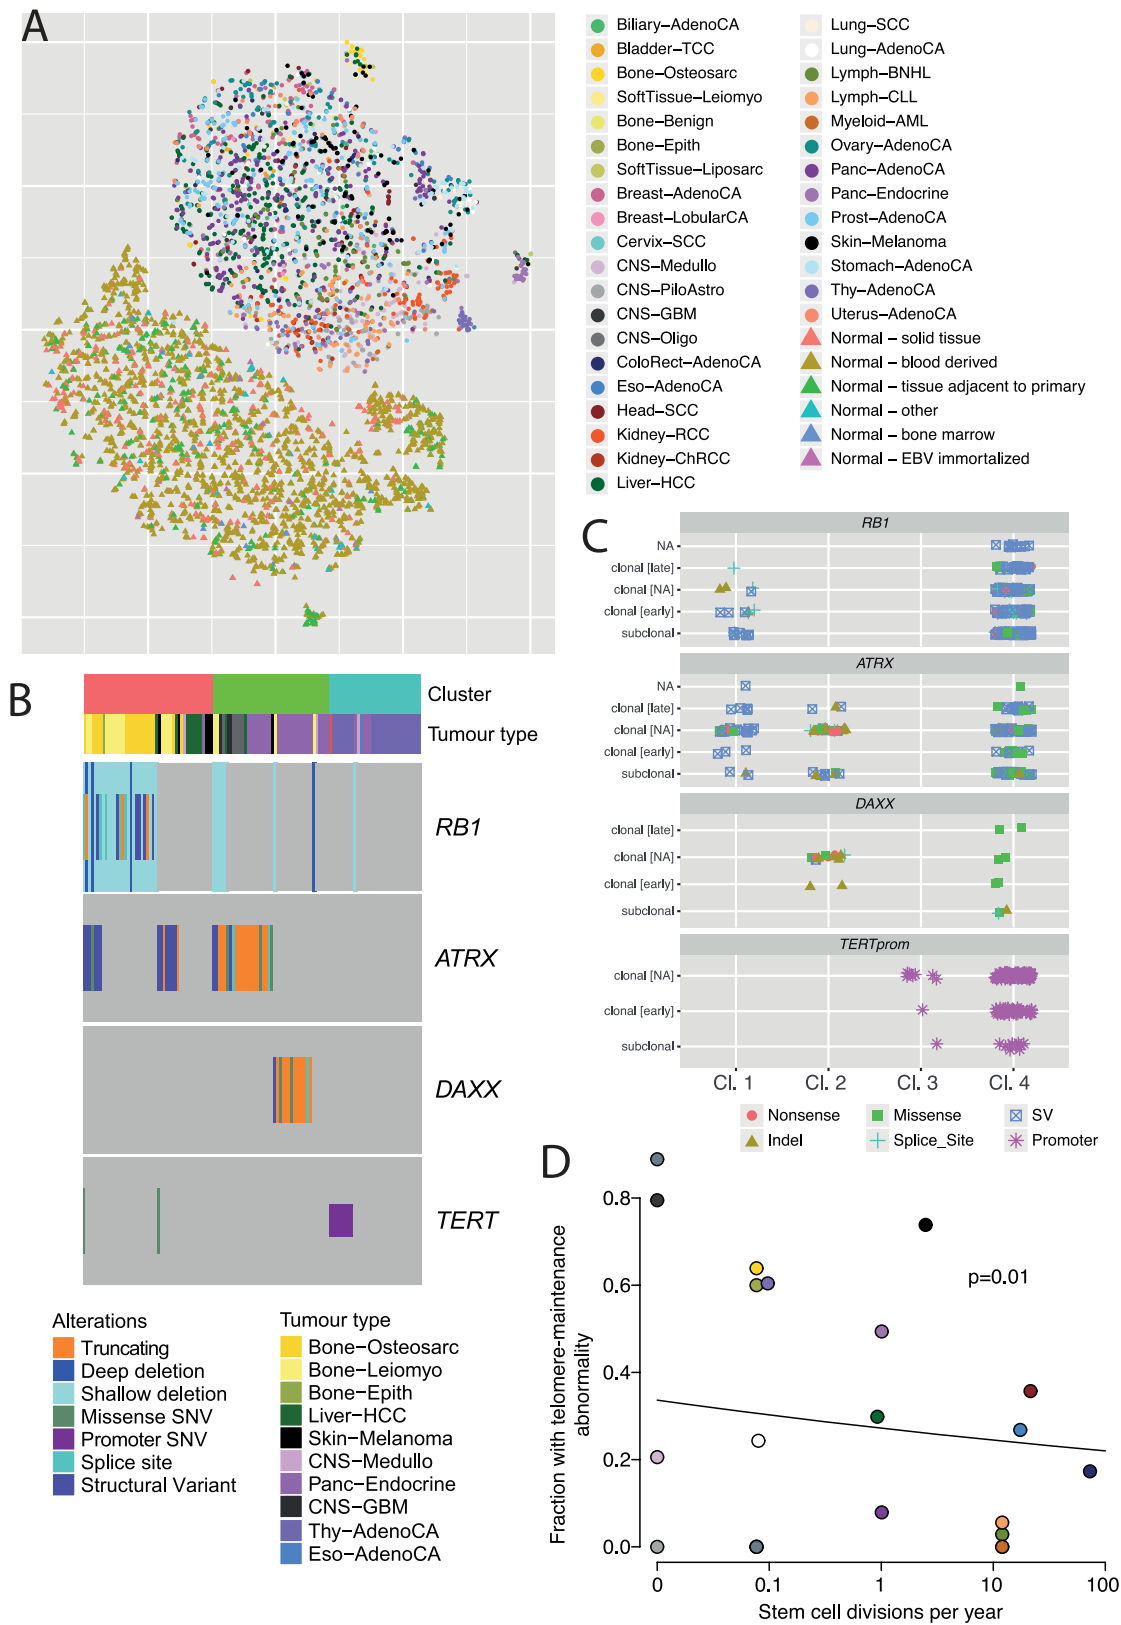 A
Biliary–AdenoCA
Bladder–TCC
Bone–Osteosarc
SoftTissue–Leiomyo
Bone–Benign
Bone–Epith
SoftTissue–Liposarc
Breast–AdenoCA
Breast–LobularCA
Cervix–SCC
CNS–Medullo
CNS–PiloAstro
CNS–GBM
CNS–Oligo
ColoRect–AdenoCA
Eso–AdenoCA
Head–SCC
Kidney–RCC
Kidney–ChRCC
Liver–HCC
Lung–SCC
Lung–AdenoCA
Lymph–BNHL
Lymph–CLL
Myeloid–AML
Ovary–AdenoCA
Panc–AdenoCA
Panc–Endocrine
Prost–AdenoCA
Skin–Melanoma
Stomach–AdenoCA
Thy–AdenoCA
Uterus–AdenoCA
Normal – solid tissue
Normal – blood derived
Normal – tissue adjacent to primary
Normal – other
Normal – bone marrow
Normal – EBV immortalized
B
Cluster
Tumour type
RB1
ATRX
DAXX
TERT
Alterations
Truncating
Deep deletion
Shallow deletion
Missense SNV
Promoter SNV
Splice site
Structural Variant
Tumour type
Bone–Osteosarc
Bone–Leiomyo
Bone–Epith
Liver–HCC
Skin–Melanoma
CNS–Medullo
Panc–Endocrine
CNS–GBM
Thy–AdenoCA
Eso–AdenoCA
C
RB1
NA
clonal [late]
clonal [NA]
clonal [early]
subclonal
ATRX
NA
clonal [late]
clonal [NA]
clonal [early]
subclonal
DAXX
clonal [late]
clonal [NA]
clonal [early]
subclonal
TERTprom
clonal [NA]
clonal [early]
subclonal
Cl. 1 Cl. 2 Cl. 3 Cl. 4
Nonsense Missense SV
Indel Splice_Site Promoter
D
Fraction with telomere-maintenance
abnormality
0.8
0.6
0.4
0.2
0.0
p=0.01
0 0.1 1 10 100
Stem cell divisions per year